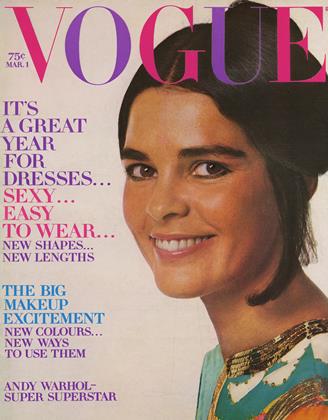 VOGUE
75¢
MAR. 1
IT'S
A GREAT
YEAR
FOR
DRESSES...
SEXY...
EASY
TO WEAR...
NEW SHAPES...
NEW LENGTHS
THE BIG
MAKEUP
EXCITEMENT
NEW COLOURS...
NEW WAYS
TO USE THEM
ANDY WARHOL-
SUPER SUPERSTAR